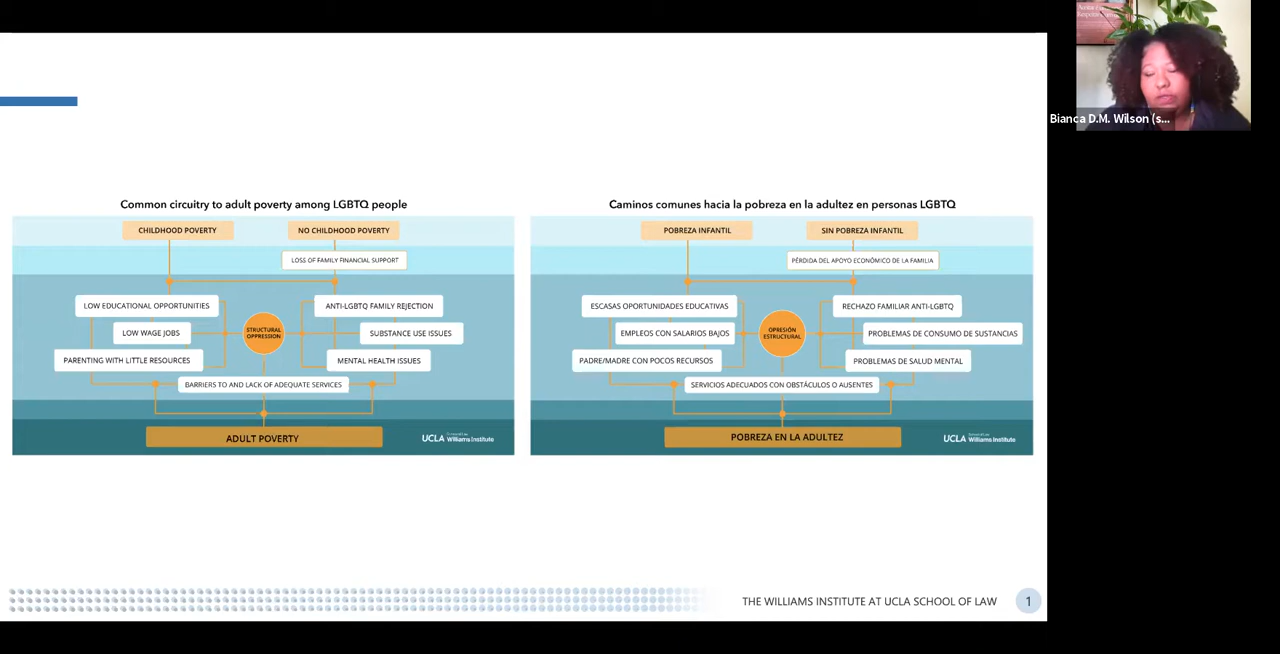 Common circuitry to adult poverty among LGBTQ people
CHILDHOOD POVERTY
NO CHILDHOOD POVERTY
LOSS OF FAMILY FINANCIAL SUPPORT
LOW EDUCATIONAL OPPORTUNITIES
ANTI-LGBTQ FAMILY REJECTION
LOW WAGE JOBS
STRUCTURAL
OPPRESSION
SUBSTANCE USE ISSUES
PARENTING WITH LITTLE RESOURCES
MENTAL HEALTH ISSUES
BARRIERS TO AND LACK OF ADEQUATE SERVICES
ADULT POVERTY
UCLA Williams Institute
Caminos comunes hacia la pobreza en la adultez en personas LGBTQ
POBREZA INFANTIL
SIN POBREZA INFANTIL
PÉRDIDA DEL APOYO ECONÓMICO DE LA FAMILIA
ESCASAS OPORTUNIDADES EDUCATIVAS
RECHAZO FAMILIAR ANTI-LGBTQ
EMPLEOS CON SALARIOS BAJOS
OPRESIÓN
ESTRUCTURAL
PROBLEMAS DE CONSUMO DE SUSTANCIAS
PADRE/MADRE CON POCOS RECURSOS
PROBLEMAS DE SALUD MENTAL
SERVICIOS ADECUADOS CON OBSTÁCULOS O AUSENTES
POBREZA EN LA ADULTEZ
UCLA Williams Institute
THE WILLIAMS INSTITUTE AT UCLA SCHOOL OF LAW
1
Bianca D.M. Wilson (s...